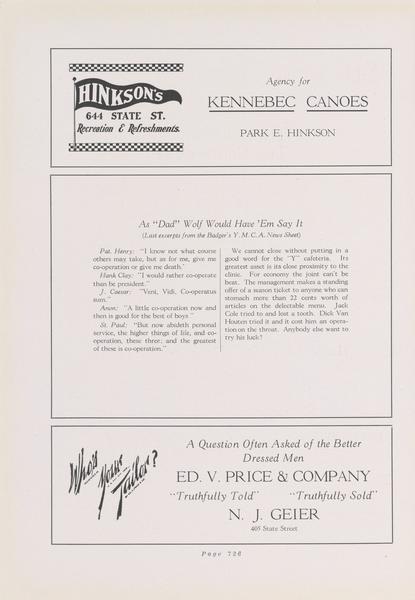 HINKSON'S
644 STATE ST.
Recreation & Refreshments.
Agency for
KENNEBEC CANOES
PARK E. HINKSON
As "Dad" Wolf Would Have 'Em Say It
(Last excerpts from the Badger's Y. M. C. A. News Sheet)
Pat. Henry: "I know not what course
others may take, but as for me, give me
co-operation or give me death."
Hank Clay: "I would rather co-operate
than be president."
J. Caesar: "Veni, Vidi, Co-operatus
sum."
Anon: "A little co-operation now and
then is good for the best of boys"
St. Paul: "But now abideth personal
service, the higher things of life, and co-
operation, these three; and the greatest
of these is co-operation."
We cannot close without putting in a
good word for the "Y" cafeteria. Its
greatest asset is its close proximity to the
clinic. For economy the joint can't be
beat. The management makes a standing
offer of a season ticket to anyone who can
stomach more than 22 cents worth of
articles on the delectable menu. Jack
Cole tried to and lost a tooth. Dick Van
Houten tried it and it cost him an opera-
tion on the throat. Anybody else want to
try his luck?
Who's
your
Tailor?
A Question Often Asked of the Better
Dressed Men
ED. V. PRICE & COMPANY
"Truthfully Told" "Truthfully Sold"
N. J. GEIER
405 State Street
Page 726